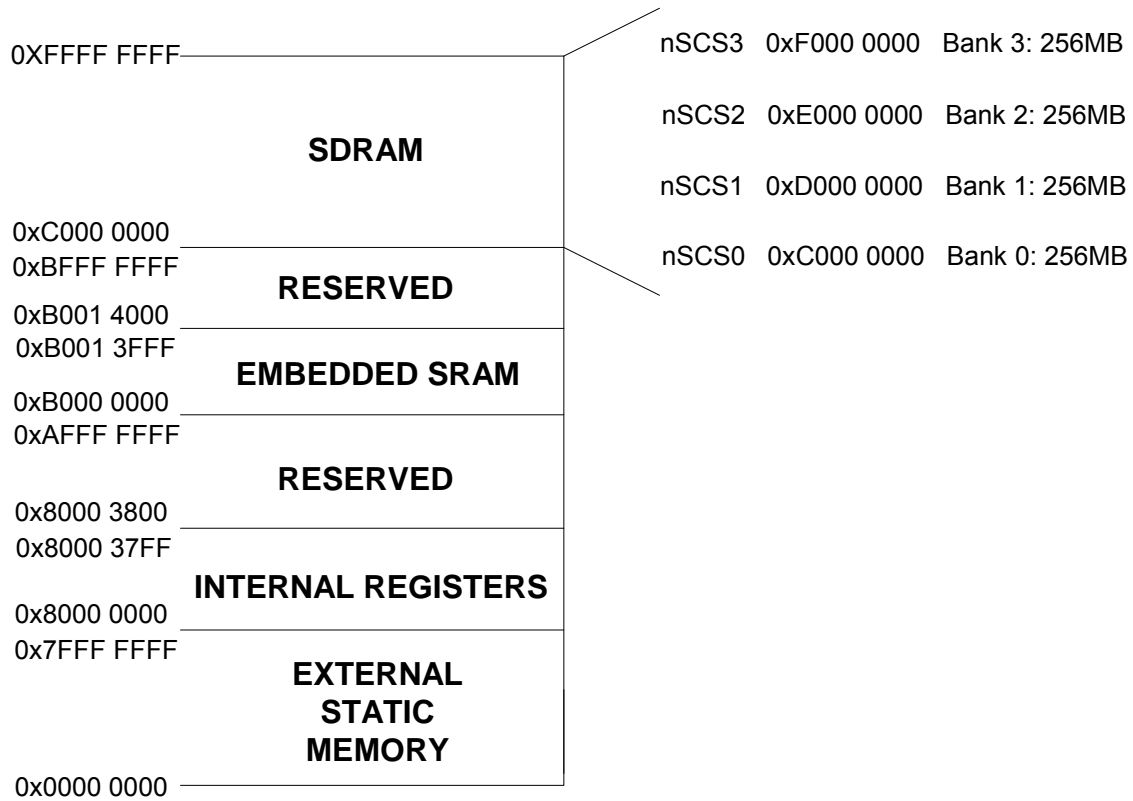 0XFFFF FFFF
SDRAM
0xC000 0000
0xBFFF FFFF
RESERVED
0xB001 4000
0xB001 3FFF
EMBEDDED SRAM
0xB000 0000
0xAFFF FFFF
RESERVED
0x8000 3800
0x8000 37FF
INTERNAL REGISTERS
0x8000 0000
0x7FFF FFFF
EXTERNAL
STATIC
MEMORY
0x0000 0000
nSCS3 0xF000 0000 Bank 3: 256MB
nSCS2 0xE000 0000 Bank 2: 256MB
nSCS1 0xD000 0000 Bank 1: 256MB
nSCS0 0xC000 0000 Bank 0: 256MB